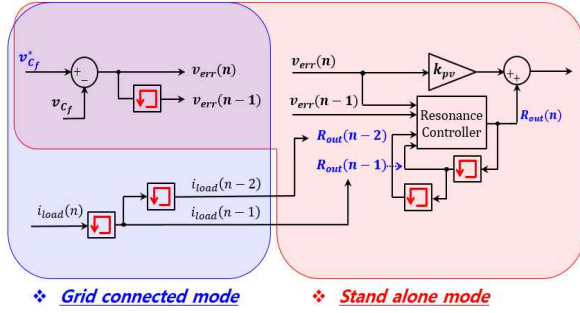 v*Cf
+
−
vCf
verr(n)
verr(n−1)
verr(n)
verr(n−1)
kpv
+
+
Resonance
Controller
Rout(n)
Rout(n−2)
Rout(n−1)
iload(n)
iload(n−2)
iload(n−1)
❖ Grid connected mode
❖ Stand alone mode